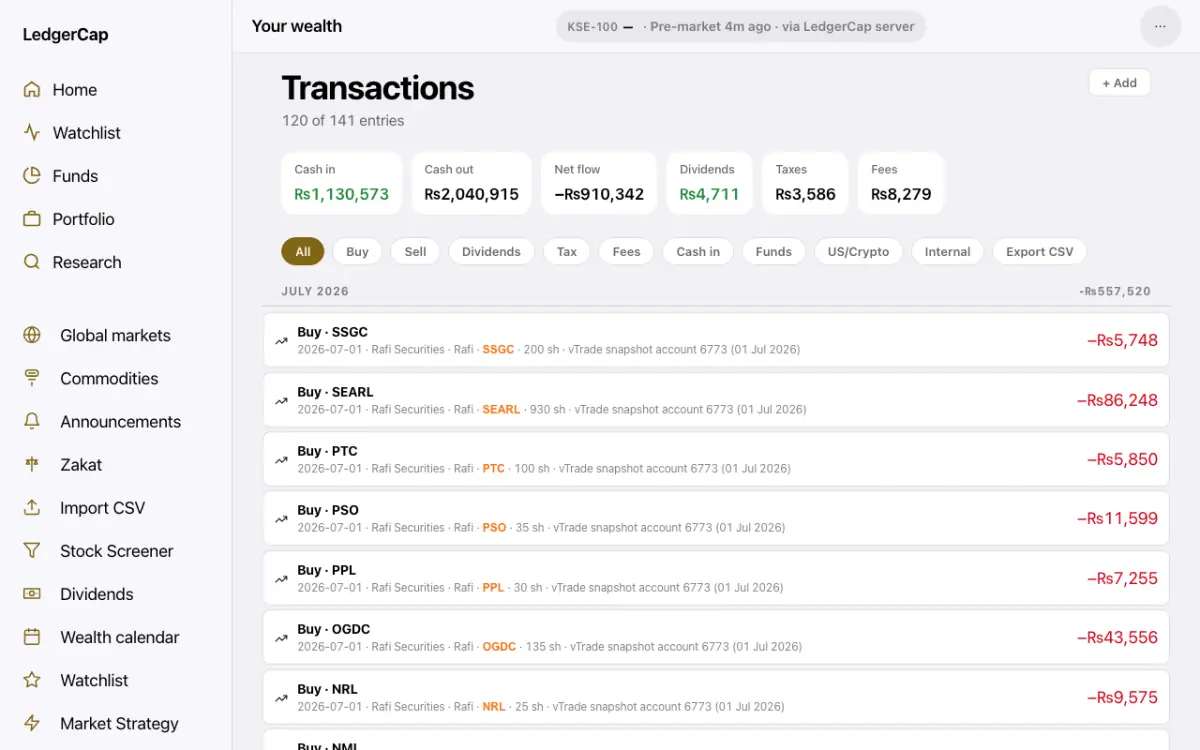 LedgerCap
Home
Watchlist
Funds
Portfolio
Research
Global markets
Commodities
Announcements
Zakat
Import CSV
Stock Screener
Dividends
Wealth calendar
Watchlist
Market Strategy
Your wealth
KSE-100 — · Pre-market 4m ago · via LedgerCap server
...
Transactions
+ Add
120 of 141 entries
Cash in
Rs1,130,573
Cash out
Rs2,040,915
Net flow
−Rs910,342
Dividends
Rs4,711
Taxes
Rs3,586
Fees
Rs8,279
All
Buy
Sell
Dividends
Tax
Fees
Cash in
Funds
US/Crypto
Internal
Export CSV
JULY 2026
-Rs557,520
Buy · SSGC
2026-07-01 · Rafi Securities · Rafi · SSGC · 200 sh · vTrade snapshot account 6773 (01 Jul 2026)
−Rs5,748
Buy · SEARL
2026-07-01 · Rafi Securities · Rafi · SEARL · 930 sh · vTrade snapshot account 6773 (01 Jul 2026)
−Rs86,248
Buy · PTC
2026-07-01 · Rafi Securities · Rafi · PTC · 100 sh · vTrade snapshot account 6773 (01 Jul 2026)
−Rs5,850
Buy · PSO
2026-07-01 · Rafi Securities · Rafi · PSO · 35 sh · vTrade snapshot account 6773 (01 Jul 2026)
−Rs11,599
Buy · PPL
2026-07-01 · Rafi Securities · Rafi · PPL · 30 sh · vTrade snapshot account 6773 (01 Jul 2026)
−Rs7,255
Buy · OGDC
2026-07-01 · Rafi Securities · Rafi · OGDC · 135 sh · vTrade snapshot account 6773 (01 Jul 2026)
−Rs43,556
Buy · NRL
2026-07-01 · Rafi Securities · Rafi · NRL · 25 sh · vTrade snapshot account 6773 (01 Jul 2026)
−Rs9,575
Buy · NML